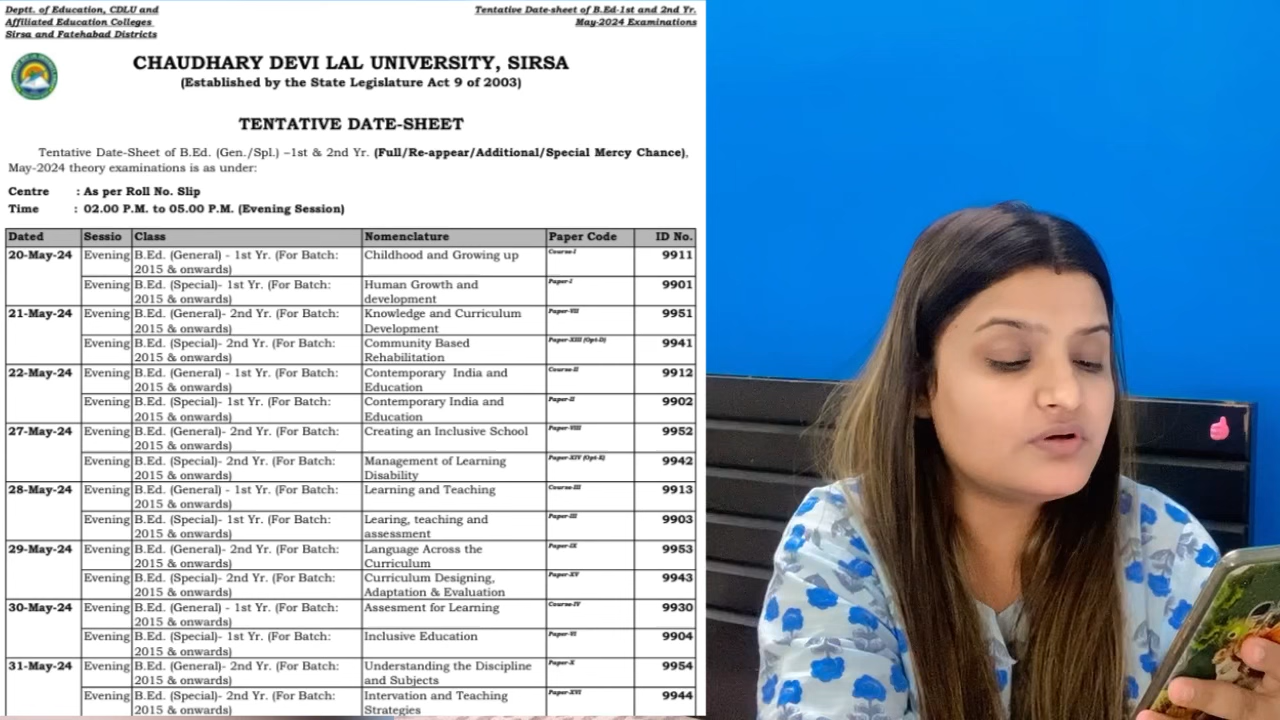 Deptt. of Education, CDLU and
Affiliated Education Colleges
Sirsa and Fatehabad Districts
Tentative Date-sheet of B.Ed-1st and 2nd Yr.
May-2024 Examinations
CHAUDHARY DEVI LAL UNIVERSITY, SIRSA
(Established by the State Legislature Act 9 of 2003)
TENTATIVE DATE-SHEET
Tentative Date-Sheet of B.Ed. (Gen./Spl.) –1st & 2nd Yr. (Full/Re-appear/Additional/Special Mercy Chance),
May-2024 theory examinations is as under:
Centre : As per Roll No. Slip
Time : 02.00 P.M. to 05.00 P.M. (Evening Session)
Dated Sessio Class Nomenclature Paper Code ID No.
20-May-24 Evening B.Ed. (General) - 1st Yr. (For Batch: Childhood and Growing up Course-I 9911
2015 & onwards)
Evening B.Ed. (Special)- 1st Yr. (For Batch: Human Growth and Paper-I 9901
2015 & onwards) development
21-May-24 Evening B.Ed. (General)- 2nd Yr. (For Batch: Knowledge and Curriculum Paper-VII 9951
2015 & onwards) Development
Evening B.Ed. (Special)- 2nd Yr. (For Batch: Community Based Paper-XIII (Opt-D) 9941
2015 & onwards) Rehabilitation
22-May-24 Evening B.Ed. (General) - 1st Yr. (For Batch: Contemporary India and Course-II 9912
2015 & onwards) Education
Evening B.Ed. (Special)- 1st Yr. (For Batch: Contemporary India and Paper-II 9902
2015 & onwards) Education
27-May-24 Evening B.Ed. (General)- 2nd Yr. (For Batch: Creating an Inclusive School Paper-VIII 9952
2015 & onwards)
Evening B.Ed. (Special)- 2nd Yr. (For Batch: Management of Learning Paper-XIV (Opt-E) 9942
2015 & onwards) Disability
28-May-24 Evening B.Ed. (General) - 1st Yr. (For Batch: Learning and Teaching Course-III 9913
2015 & onwards)
Evening B.Ed. (Special)- 1st Yr. (For Batch: Learing, teaching and Paper-III 9903
2015 & onwards) assessment
29-May-24 Evening B.Ed. (General)- 2nd Yr. (For Batch: Language Across the Paper-IX 9953
2015 & onwards) Curriculum
Evening B.Ed. (Special)- 2nd Yr. (For Batch: Curriculum Designing, Paper-XV 9943
2015 & onwards) Adaptation & Evaluation
30-May-24 Evening B.Ed. (General) - 1st Yr. (For Batch: Assesment for Learning Course-IV 9930
2015 & onwards)
Evening B.Ed. (Special)- 1st Yr. (For Batch: Inclusive Education Paper-VI 9904
2015 & onwards)
31-May-24 Evening B.Ed. (General)- 2nd Yr. (For Batch: Understanding the Discipline Paper-X 9954
2015 & onwards) and Subjects
Evening B.Ed. (Special)- 2nd Yr. (For Batch: Intervation and Teaching Paper-XVI 9944
2015 & onwards) Strategies